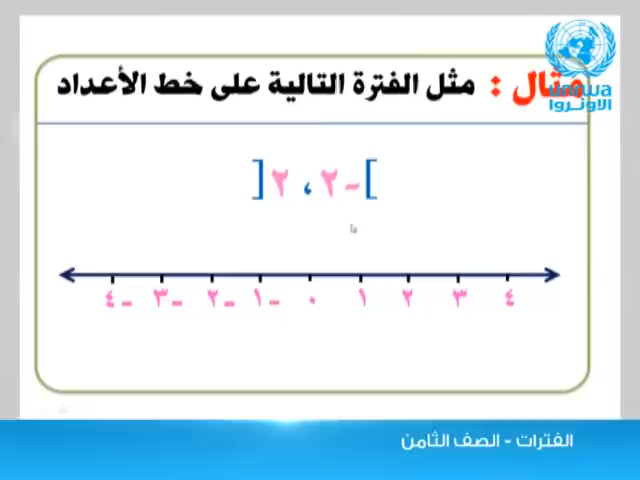 unrwa
الأونروا
مثال : مثل الفترة التالية على خط الأعداد
]-٢ ، ٢[
-٤ -٣ -٢ -١ ٠ ١ ٢ ٣ ٤
الفترات - الصف الثامن